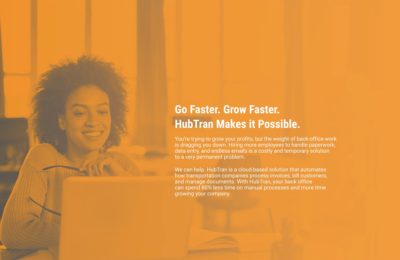 Go Faster. Grow Faster.
HubTran Makes it Possible.
You're trying to grow your profits, but the weight of back-office work
is dragging you down. Hiring more employees to handle paperwork,
data entry, and endless emails is a costly and temporary solution
to a very permanent problem.
We can help. HubTran is a cloud based solution that automates
how transportation companies process invoices, bill customers,
and manage documents. With HubTran, your back office
can spend 80% less time on manual processes and more time
growing your company.